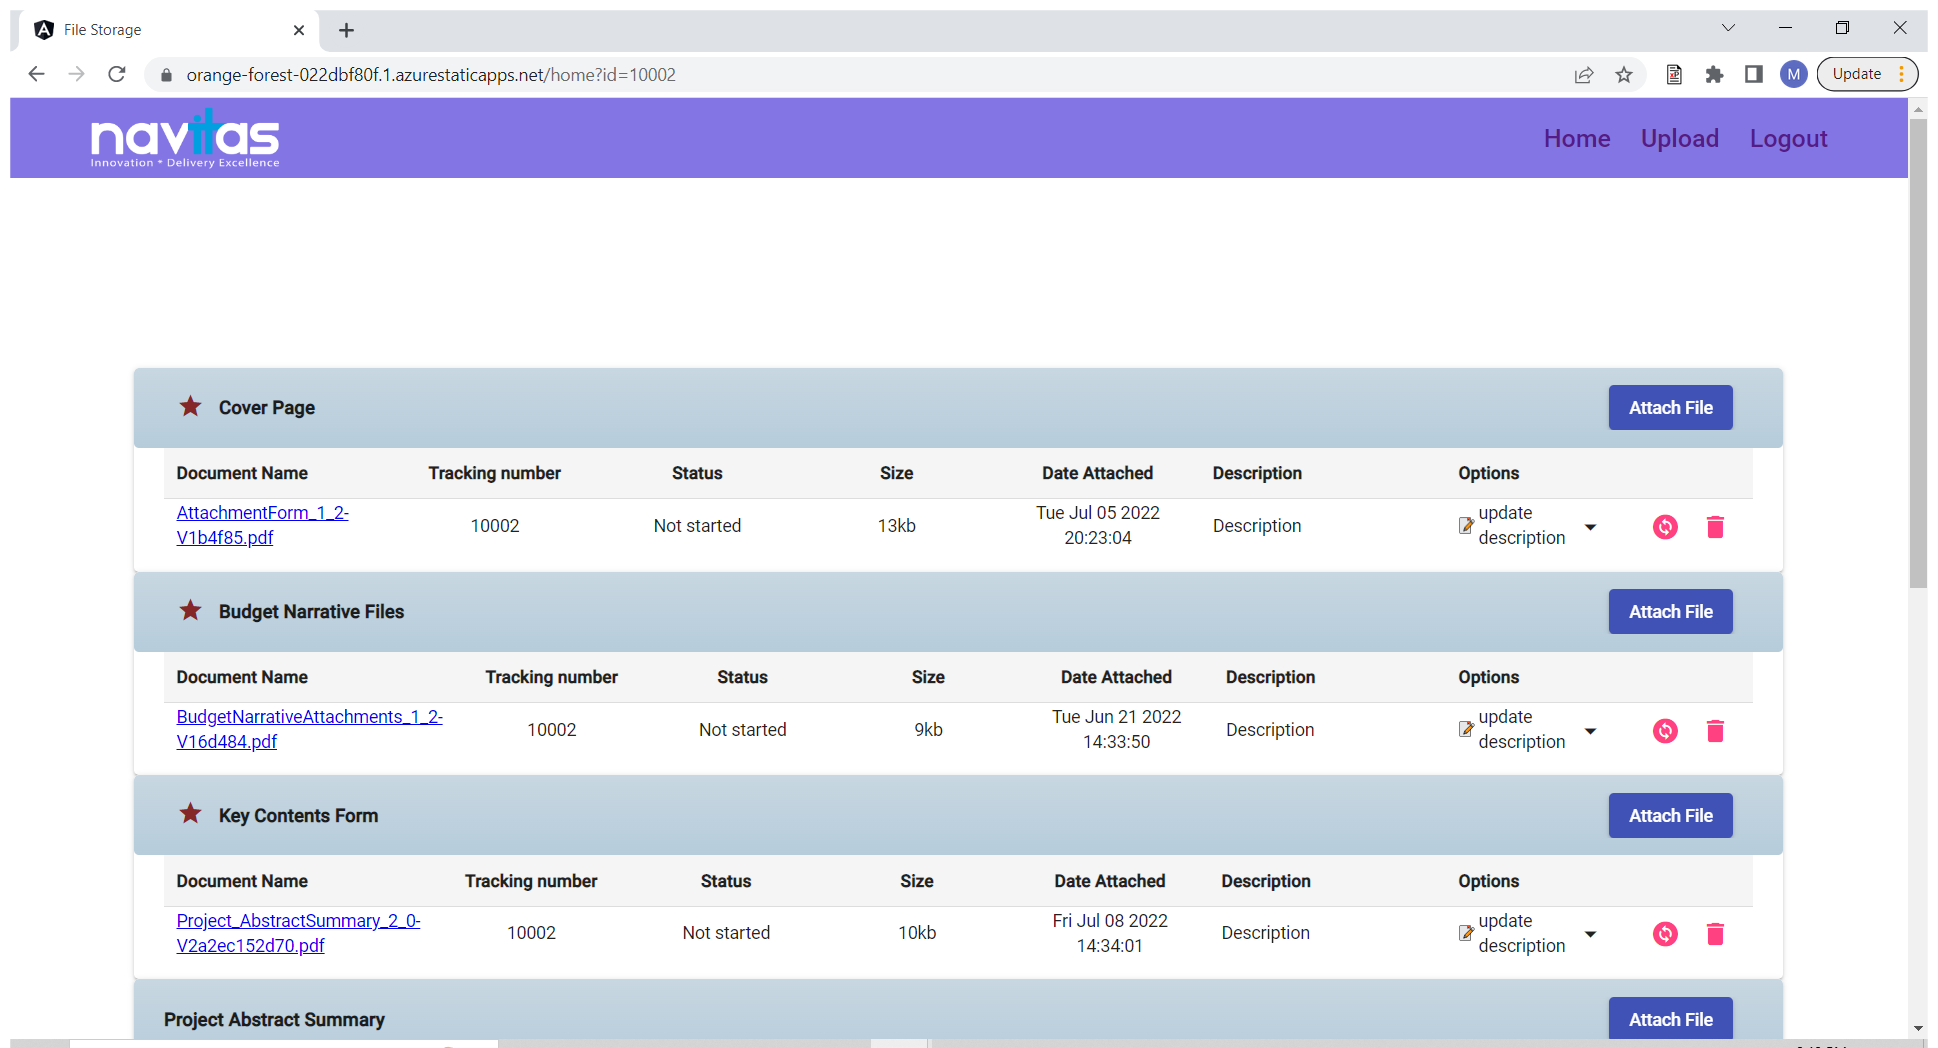 File Storage
orange-forest-022dbf80f.1.azurestaticapps.net/home?id=10002
M
Update
navitas
Innovation * Delivery Excellence
Home Upload Logout
Cover Page
Attach File
Document Name Tracking number Status Size Date Attached Description Options
AttachmentForm_1_2-
V1b4f85.pdf
10002
Not started
13kb
Tue Jul 05 2022
20:23:04
Description
update
description
Budget Narrative Files
Attach File
Document Name Tracking number Status Size Date Attached Description Options
BudgetNarrativeAttachments_1_2-
V16d484.pdf
10002
Not started
9kb
Tue Jun 21 2022
14:33:50
Description
update
description
Key Contents Form
Attach File
Document Name Tracking number Status Size Date Attached Description Options
Project_AbstractSummary_2_0-
V2a2ec152d70.pdf
10002
Not started
10kb
Fri Jul 08 2022
14:34:01
Description
update
description
Project Abstract Summary
Attach File